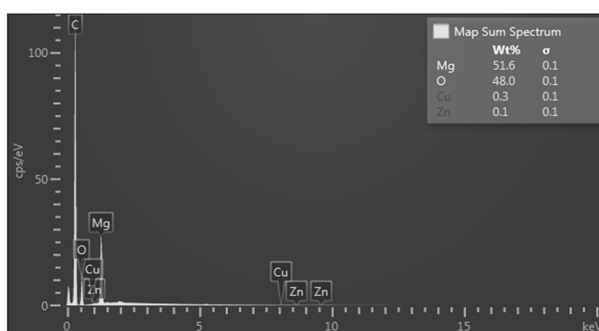 C
100
Map Sum Spectrum
Wt% σ
Mg 51.6 0.1
O 48.0 0.1
Cu 0.3 0.1
Zn 0.1 0.1
cps/eV
50
Mg
O
Cu
Zn
Cu
Zn
Zn
0
0 5 10 15 keV